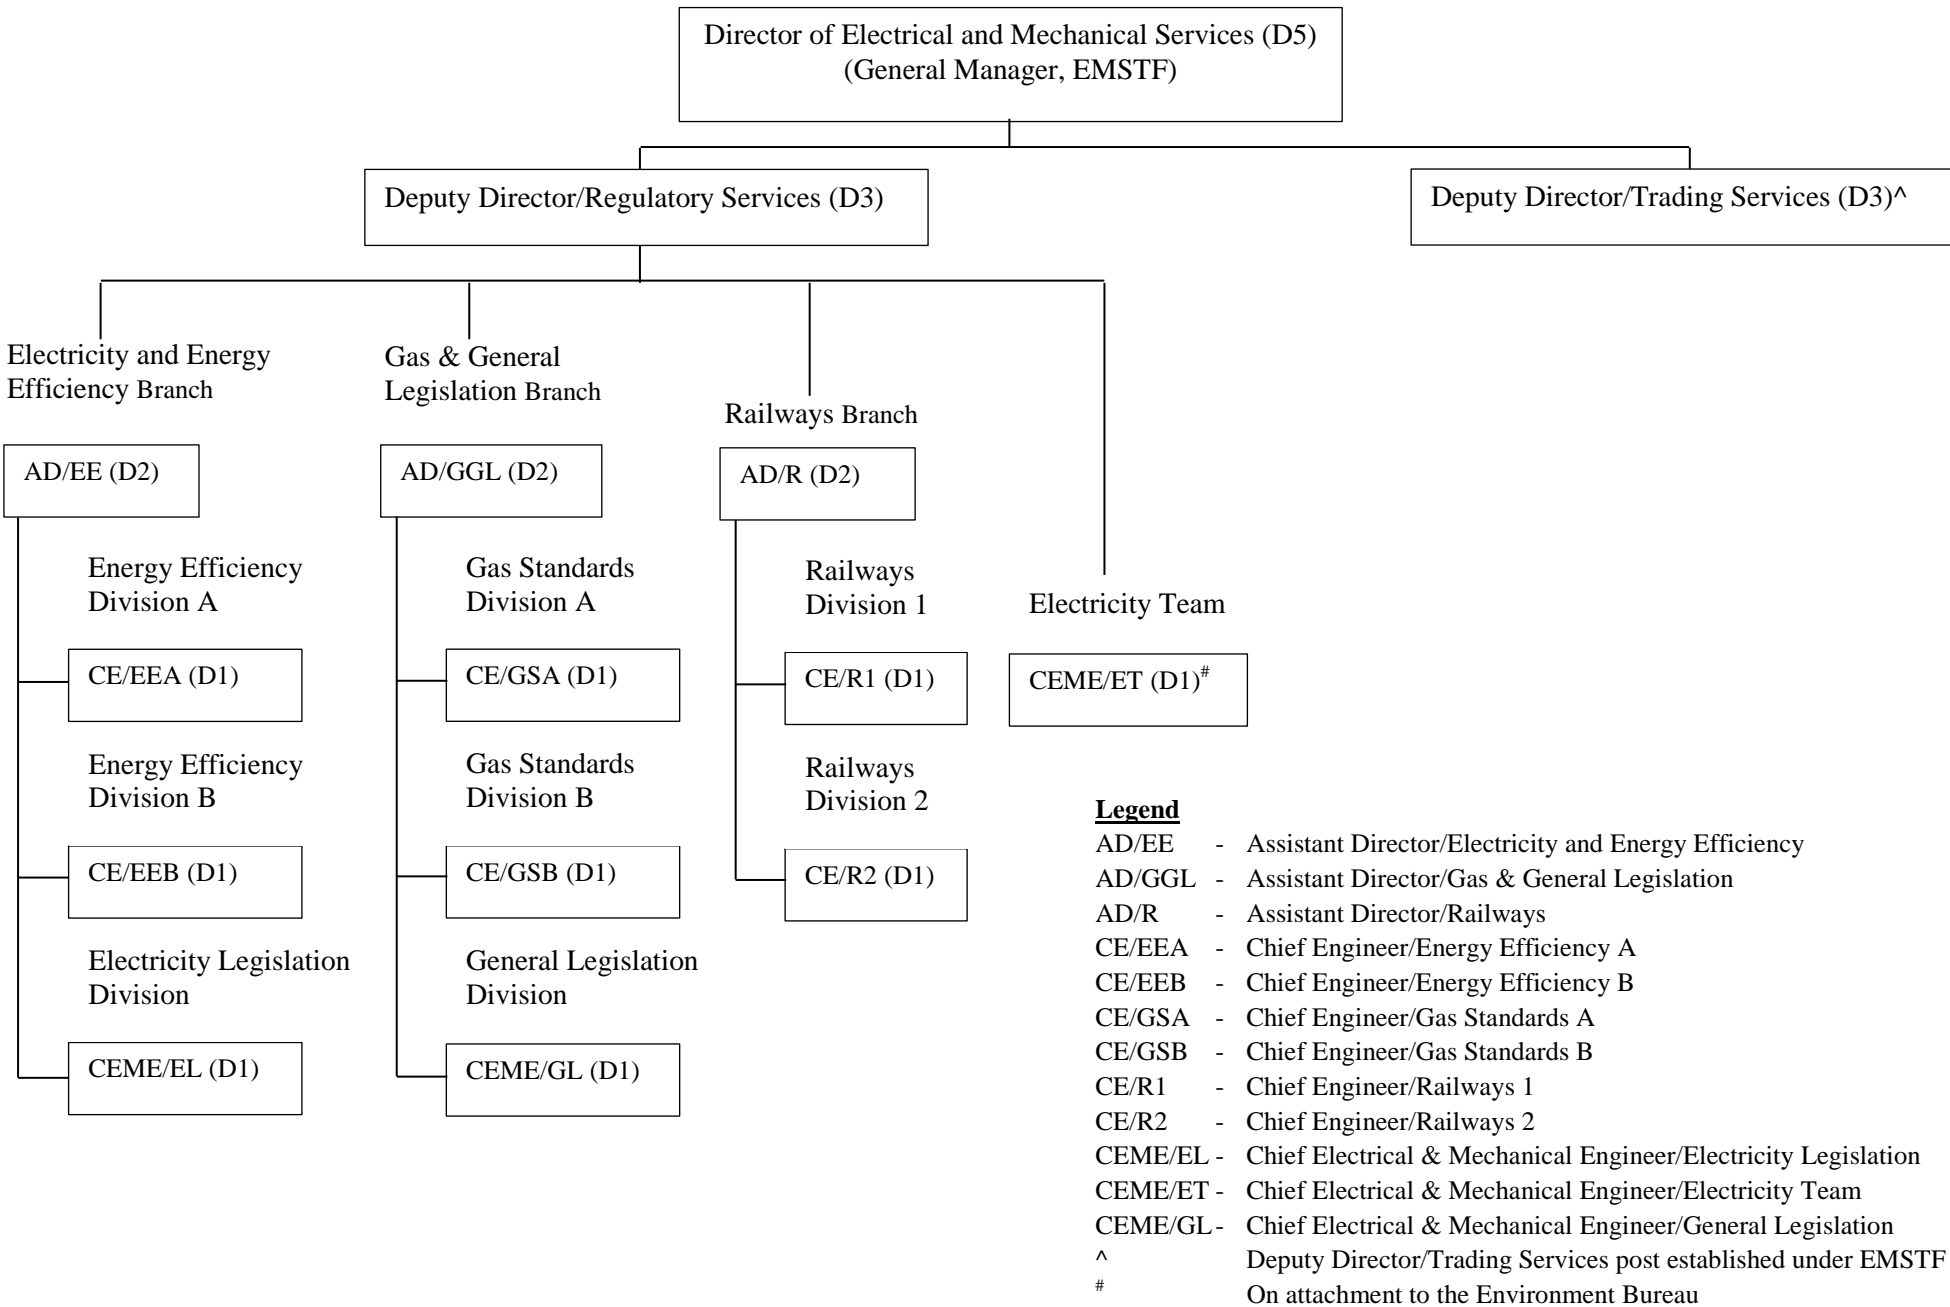 Director of Electrical and Mechanical Services (D5)
(General Manager, EMSTF)
Deputy Director/Regulatory Services (D3)
Deputy Director/Trading Services (D3)^
Electricity and Energy
Efficiency Branch
Gas & General
Legislation Branch
Railways Branch
AD/EE (D2)
AD/GGL (D2)
AD/R (D2)
Energy Efficiency
Division A
Gas Standards
Division A
Railways
Division 1
Electricity Team
CE/EEA (D1)
CE/GSA (D1)
CE/R1 (D1)
CEME/ET (D1)#
Energy Efficiency
Division B
Gas Standards
Division B
Railways
Division 2
CE/EEB (D1)
CE/GSB (D1)
CE/R2 (D1)
Electricity Legislation
Division
General Legislation
Division
CEME/EL (D1)
CEME/GL (D1)
Legend
AD/EE - Assistant Director/Electricity and Energy Efficiency
AD/GGL - Assistant Director/Gas & General Legislation
AD/R - Assistant Director/Railways
CE/EEA - Chief Engineer/Energy Efficiency A
CE/EEB - Chief Engineer/Energy Efficiency B
CE/GSA - Chief Engineer/Gas Standards A
CE/GSB - Chief Engineer/Gas Standards B
CE/R1 - Chief Engineer/Railways 1
CE/R2 - Chief Engineer/Railways 2
CEME/EL - Chief Electrical & Mechanical Engineer/Electricity Legislation
CEME/ET - Chief Electrical & Mechanical Engineer/Electricity Team
CEME/GL - Chief Electrical & Mechanical Engineer/General Legislation
^ Deputy Director/Trading Services post established under EMSTF
# On attachment to the Environment Bureau